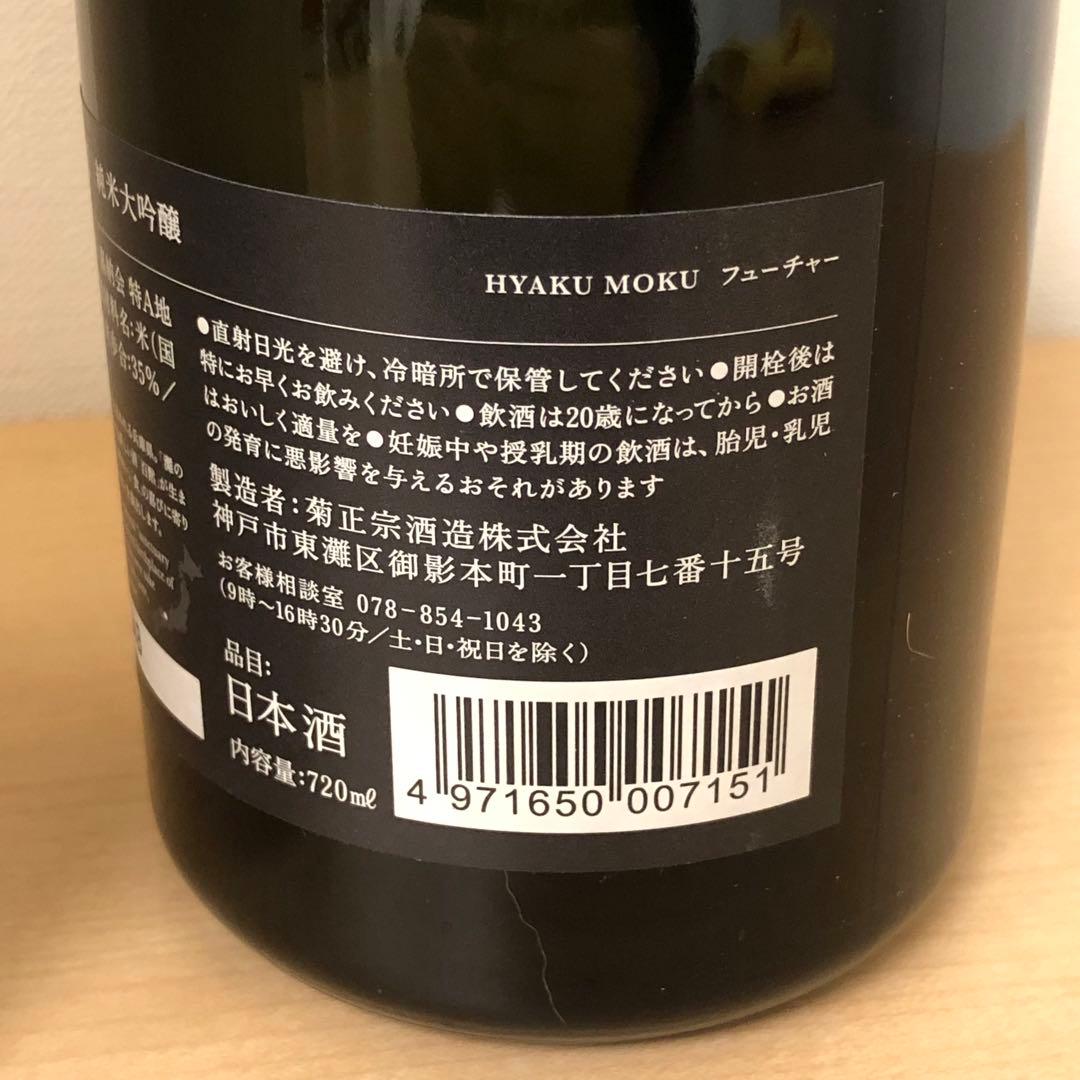 純米大吟醸
HYAKU MOKU フューチャー
特A地
料名:米(国
歩合:35%/
●直射日光を避け、冷暗所で保管してください●開栓後は
特にお早くお飲みください●飲酒は20歳になってから●お酒
はおいしく適量を●妊娠中や授乳期の飲酒は、胎児・乳児
の発育に悪影響を与えるおそれがあります
製造者:菊正宗酒造株式会社
神戸市東灘区御影本町一丁目七番十五号
お客様相談室 078-854-1043
(9時〜16時30分/土・日・祝日を除く)
品目:
日本酒
内容量:720mℓ
4 971650 007151